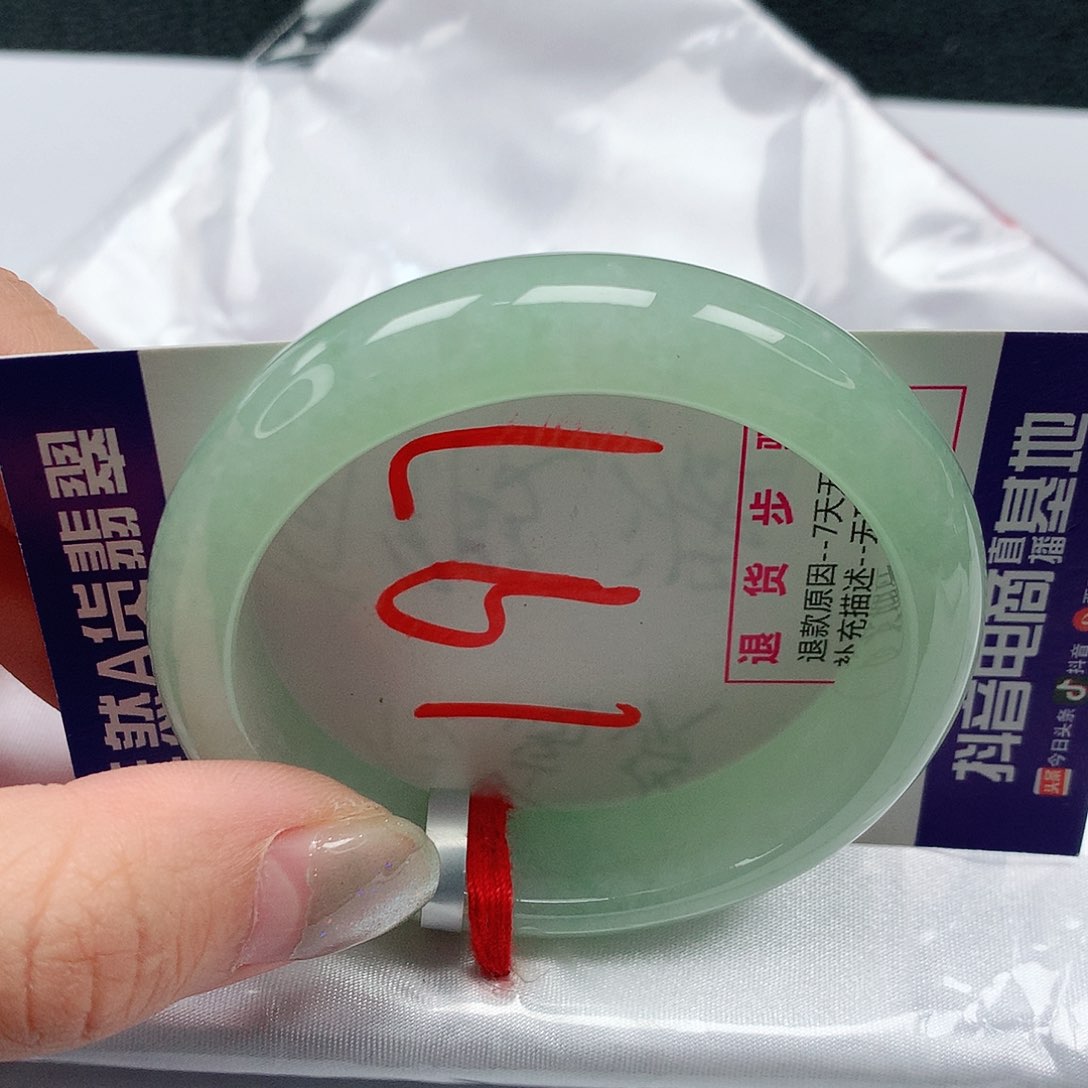 然A货翡翠
197
退货步
退款原因--7天无
补充描述--无
抖音电商直播基地
今日头条 抖音